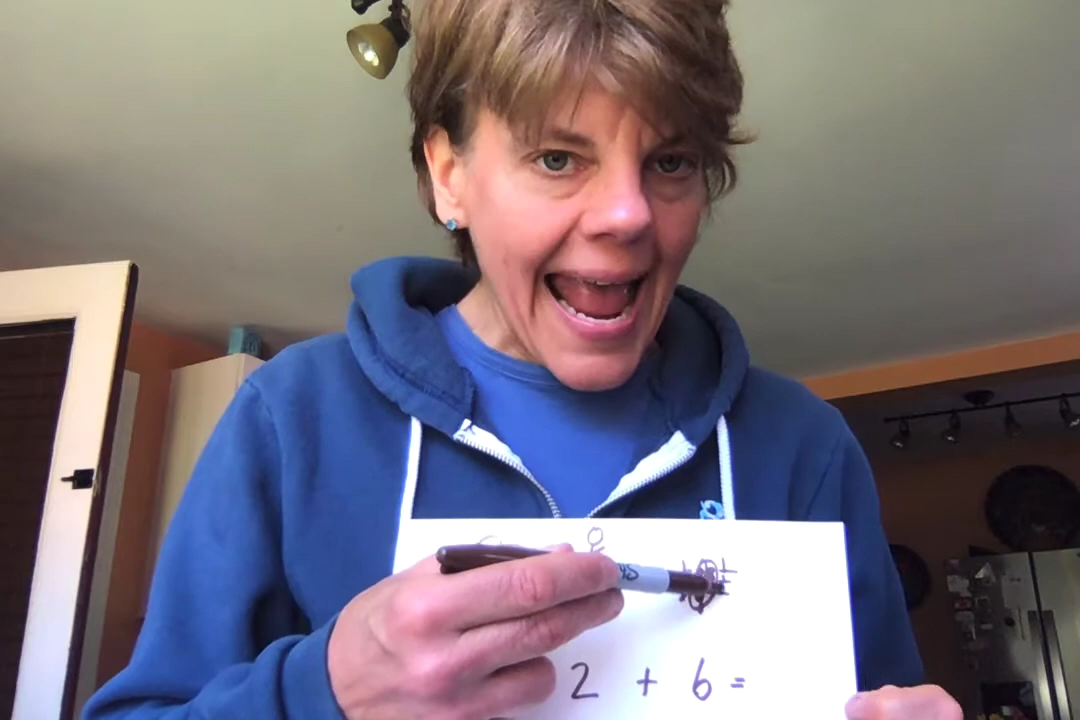 2 + 6 =